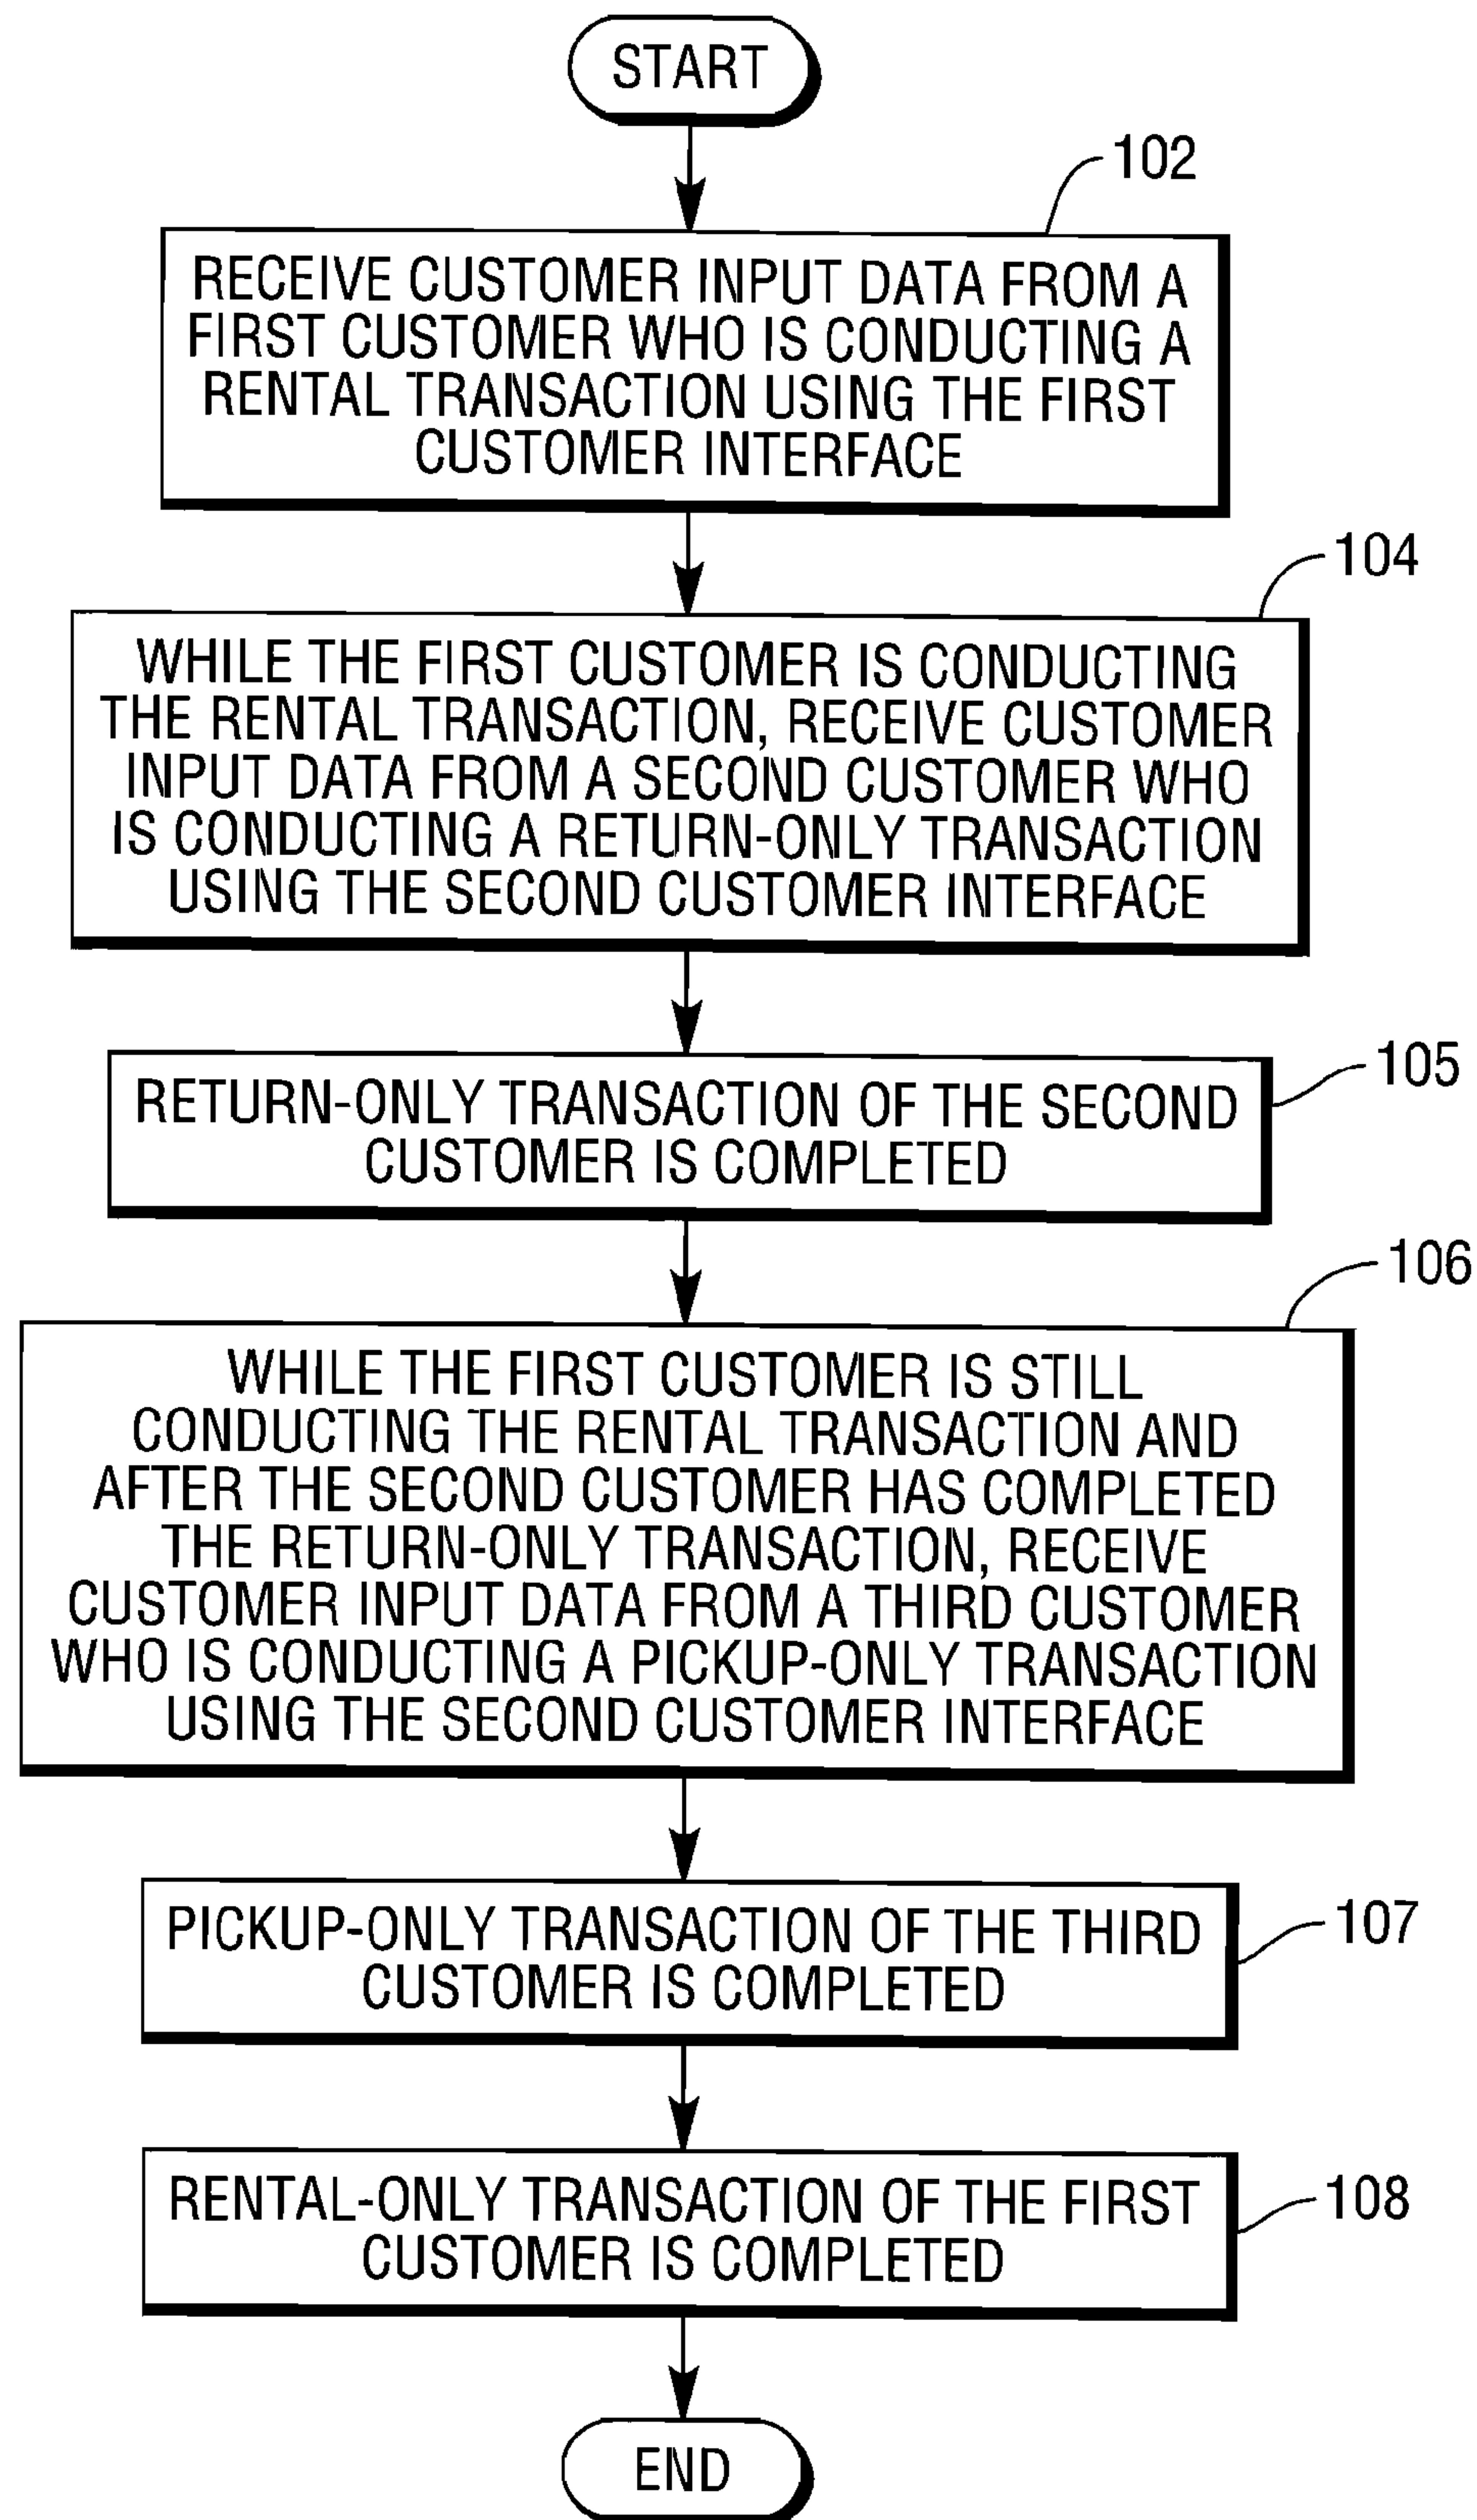 START
102
RECEIVE CUSTOMER INPUT DATA FROM A
FIRST CUSTOMER WHO IS CONDUCTING A
RENTAL TRANSACTION USING THE FIRST
CUSTOMER INTERFACE
104
WHILE THE FIRST CUSTOMER IS CONDUCTING
THE RENTAL TRANSACTION, RECEIVE CUSTOMER
INPUT DATA FROM A SECOND CUSTOMER WHO
IS CONDUCTING A RETURN-ONLY TRANSACTION
USING THE SECOND CUSTOMER INTERFACE
105
RETURN-ONLY TRANSACTION OF THE SECOND
CUSTOMER IS COMPLETED
106
WHILE THE FIRST CUSTOMER IS STILL
CONDUCTING THE RENTAL TRANSACTION AND
AFTER THE SECOND CUSTOMER HAS COMPLETED
THE RETURN-ONLY TRANSACTION, RECEIVE
CUSTOMER INPUT DATA FROM A THIRD CUSTOMER
WHO IS CONDUCTING A PICKUP-ONLY TRANSACTION
USING THE SECOND CUSTOMER INTERFACE
107
PICKUP-ONLY TRANSACTION OF THE THIRD
CUSTOMER IS COMPLETED
108
RENTAL-ONLY TRANSACTION OF THE FIRST
CUSTOMER IS COMPLETED
END